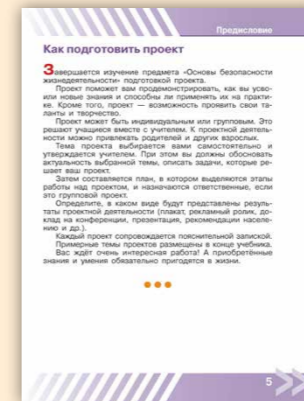 Предисловие
Как подготовить проект
Завершается изучение предмета «Основы безопасности
жизнедеятельности» подготовкой проекта.
Проект поможет вам продемонстрировать, как вы усво-
или новые знания и способны ли применять их на практи-
ке. Кроме того, проект — возможность проявить свои та-
ланты и творчество.
Проект может быть индивидуальным или групповым. Это
решают учащиеся вместе с учителем. К проектной деятель-
ности можно привлекать родителей и других взрослых.
Тема проекта выбирается вами самостоятельно и
утверждается учителем. При этом вы должны обосновать
актуальность выбранной темы, описать задачи, которые ре-
шает ваш проект.
Затем составляется план, в котором выделяются этапы
работы над проектом, и назначаются ответственные, если
это групповой проект.
Определите, в каком виде будут представлены резуль-
таты проектной деятельности (плакат, рекламный ролик, до-
клад на конференции, презентация, рекомендации населе-
нию и др.).
Каждый проект сопровождается пояснительной запиской.
Примерные темы проектов размещены в конце учебника.
Вас ждёт очень интересная работа! А приобретённые
знания и умения обязательно пригодятся в жизни.
5